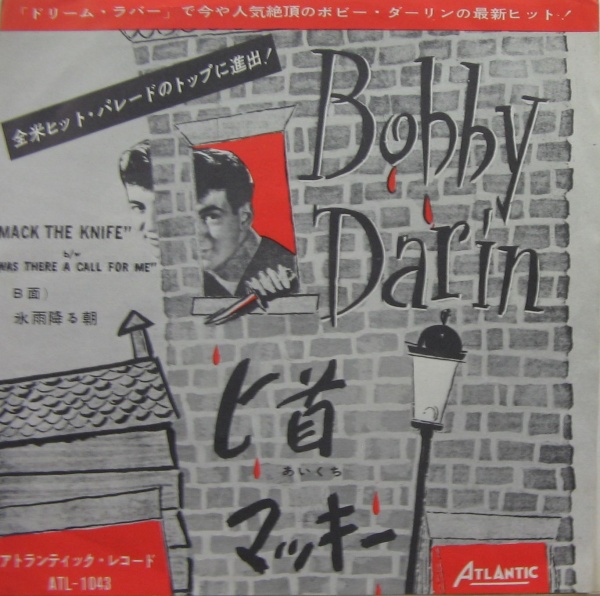 「ドリーム・ラバー」で今や人気絶頂のボビー・ダーリンの最新ヒット！
全米ヒット・パレードのトップに進出！
Bobby
Darin
MACK THE KNIFE"
b/w
WAS THERE A CALL FOR ME"
B面）
氷雨降る朝
匕首
あいくち
マッキー
アトランティック・レコード
ATL-1043
ATLANTIC